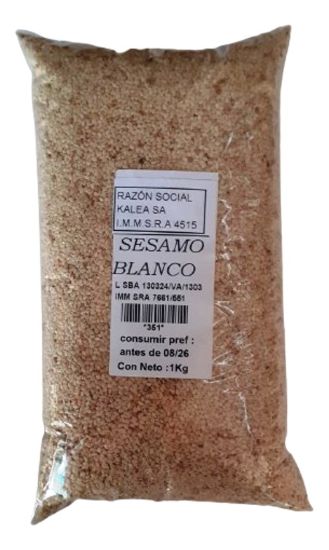 RAZÓN SOCIAL
KALEA SA
I.M.M S.R.A 4515
SESAMO
BLANCO
L SBA 130324/VA/1303
IMM SRA 7661/551
*351*
consumir pref :
antes de 08/26
Con Neto :1Kg